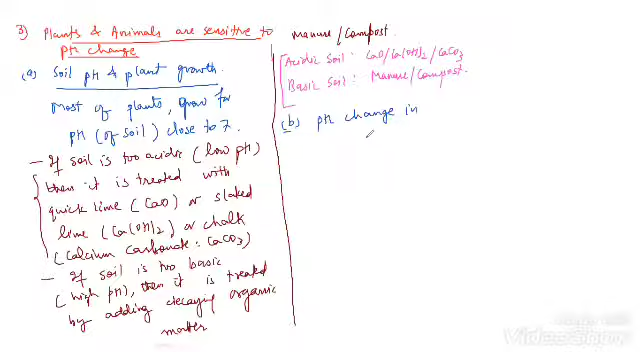 3) Plants & Animals are sensitive to
pH change
(a) Soil pH & plant growth.
Most of plants, grow for
pH (of soil) close to 7.
– If soil is too acidic (low pH)
then it is treated with
quick lime (CaO) or slaked
lime (Ca(OH)2) or chalk
(Calcium Carbonate: CaCO3)
– If soil is too basic
(high pH), then it is treated
by adding decaying organic
matter
Manure/Compost.
Acidic Soil: CaO/Ca(OH)2/CaCO3
Basic Soil: Manure/Compost.
(b) pH change in
Made with
VivaVideo